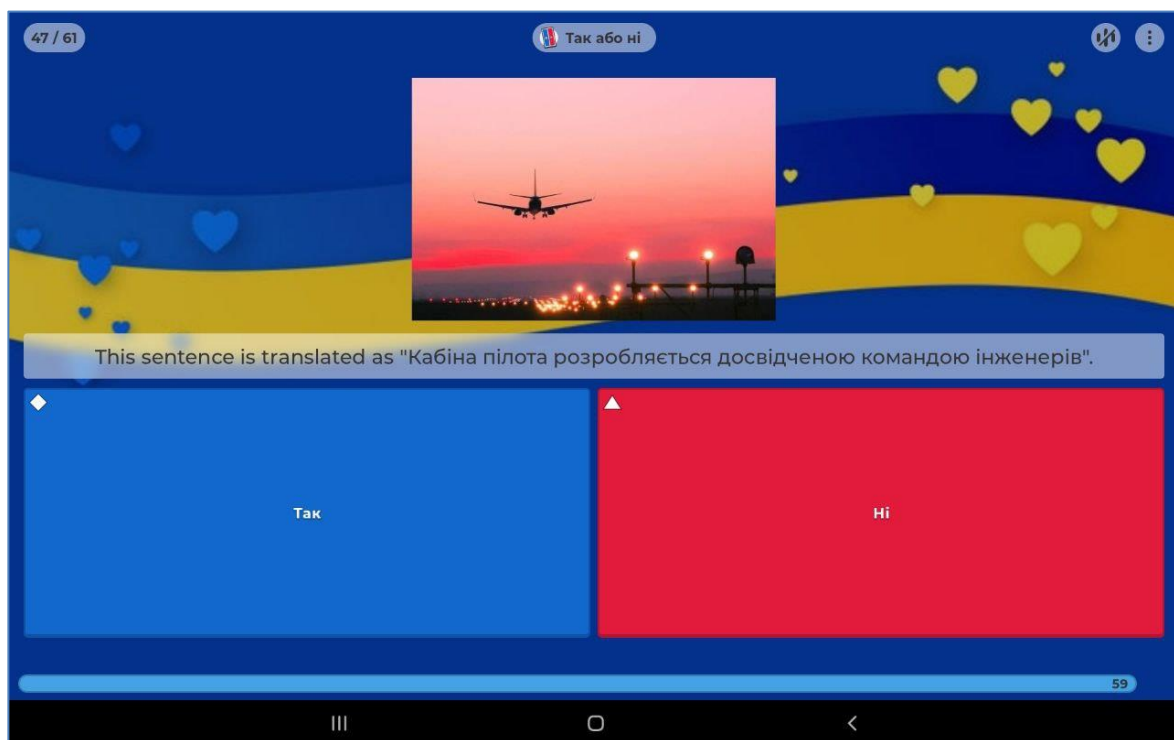 47 / 61
Так або ні
This sentence is translated as "Кабіна пілота розробляється досвідченою командою інженерів".
Так
Ні
59